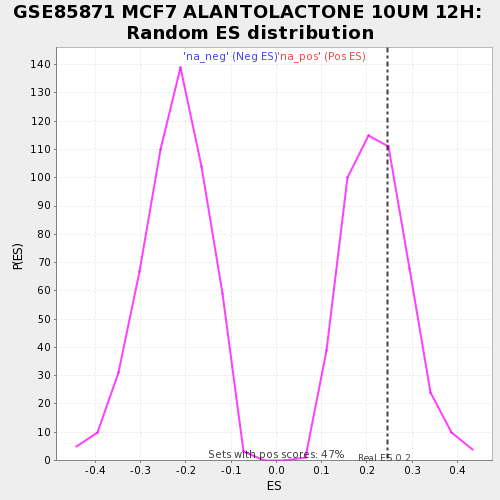 GSE85871 MCF7 ALANTOLACTONE 10UM 12H:
Random ES distribution
'na_neg' (Neg ES) 'na_pos' (Pos ES)
P(ES)
140
130
120
110
100
90
80
70
60
50
40
30
20
10
0
Sets with pos scores: 47%
Real ES 0.2
-0.4 -0.3 -0.2 -0.1 0.0 0.1 0.2 0.3 0.4
ES